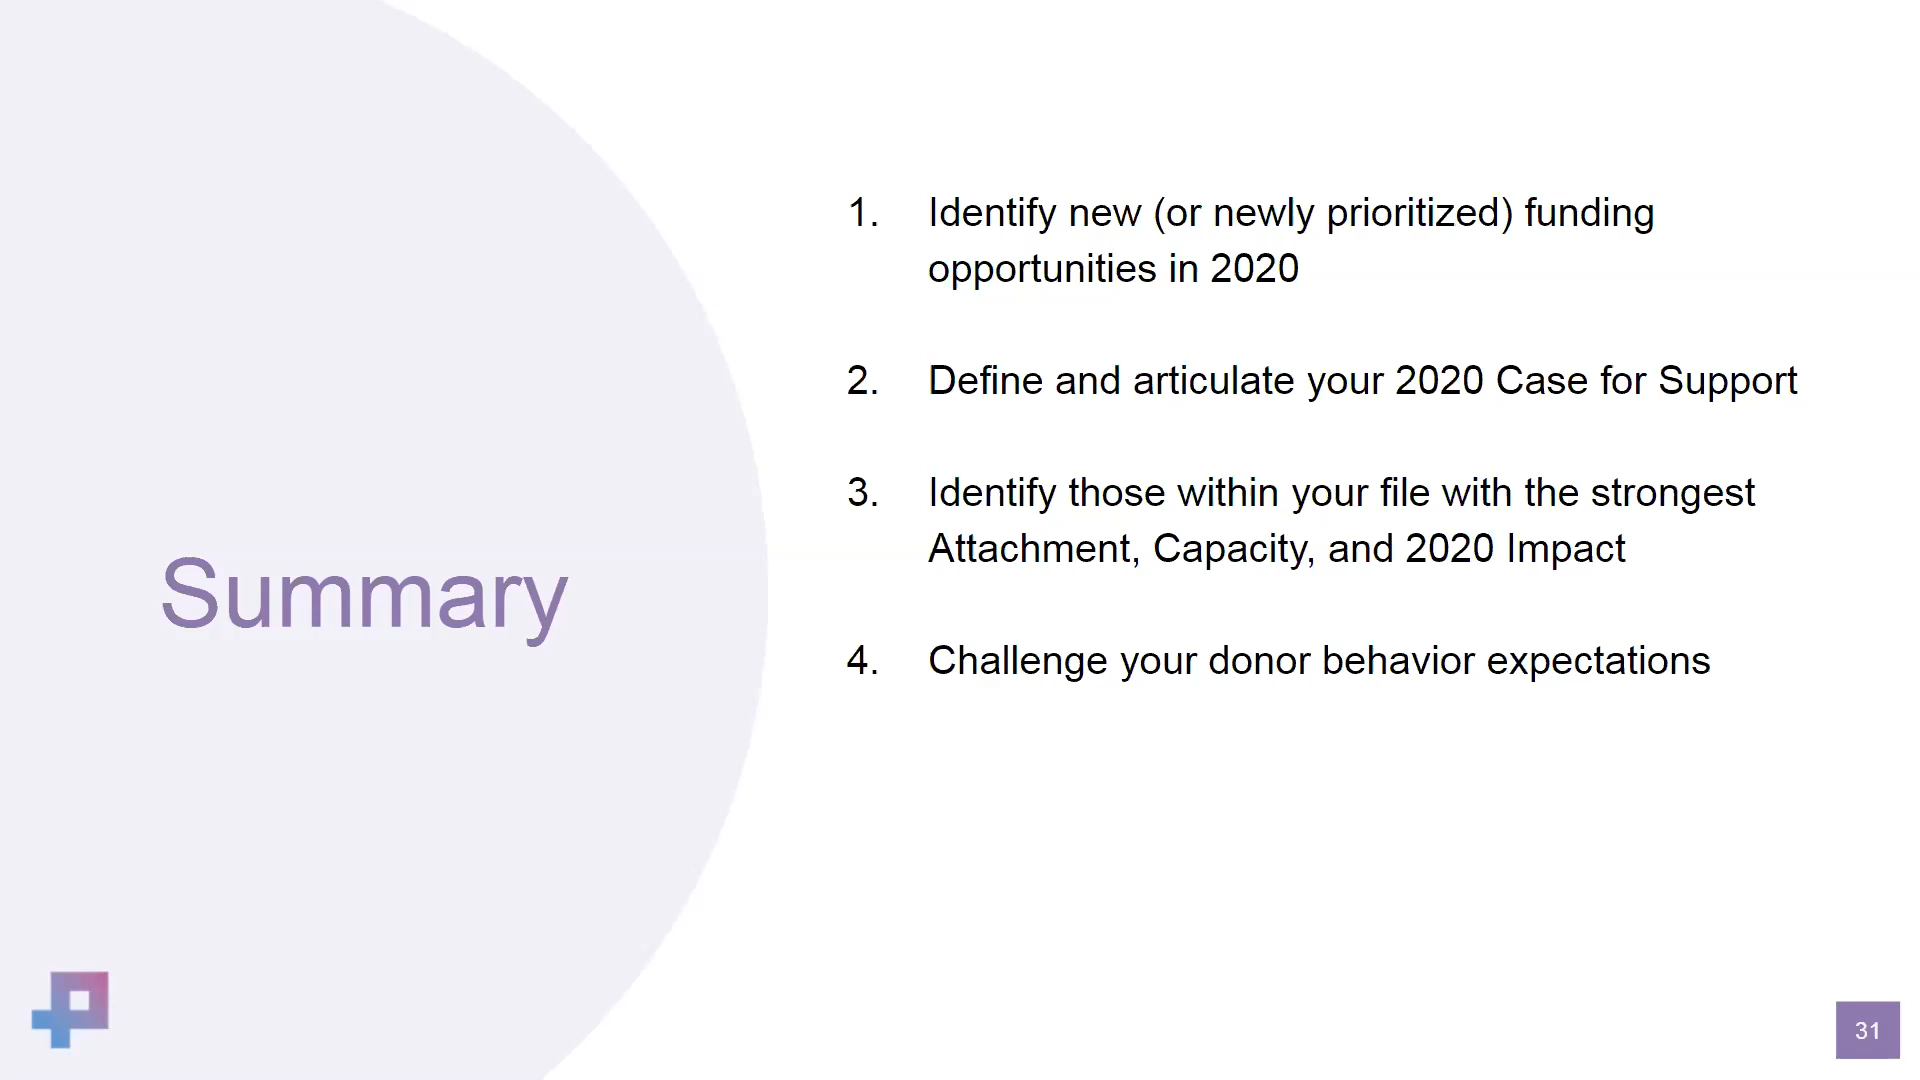 Summary
1. Identify new (or newly prioritized) funding
opportunities in 2020
2. Define and articulate your 2020 Case for Support
3. Identify those within your file with the strongest
Attachment, Capacity, and 2020 Impact
4. Challenge your donor behavior expectations
31